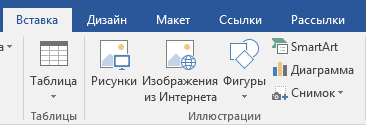 Вставка Дизайн Макет Ссылки Рассылки
Таблица
Рисунки
Изображения
из Интернета
Фигуры
SmartArt
Диаграмма
Снимок
Таблицы
Иллюстрации